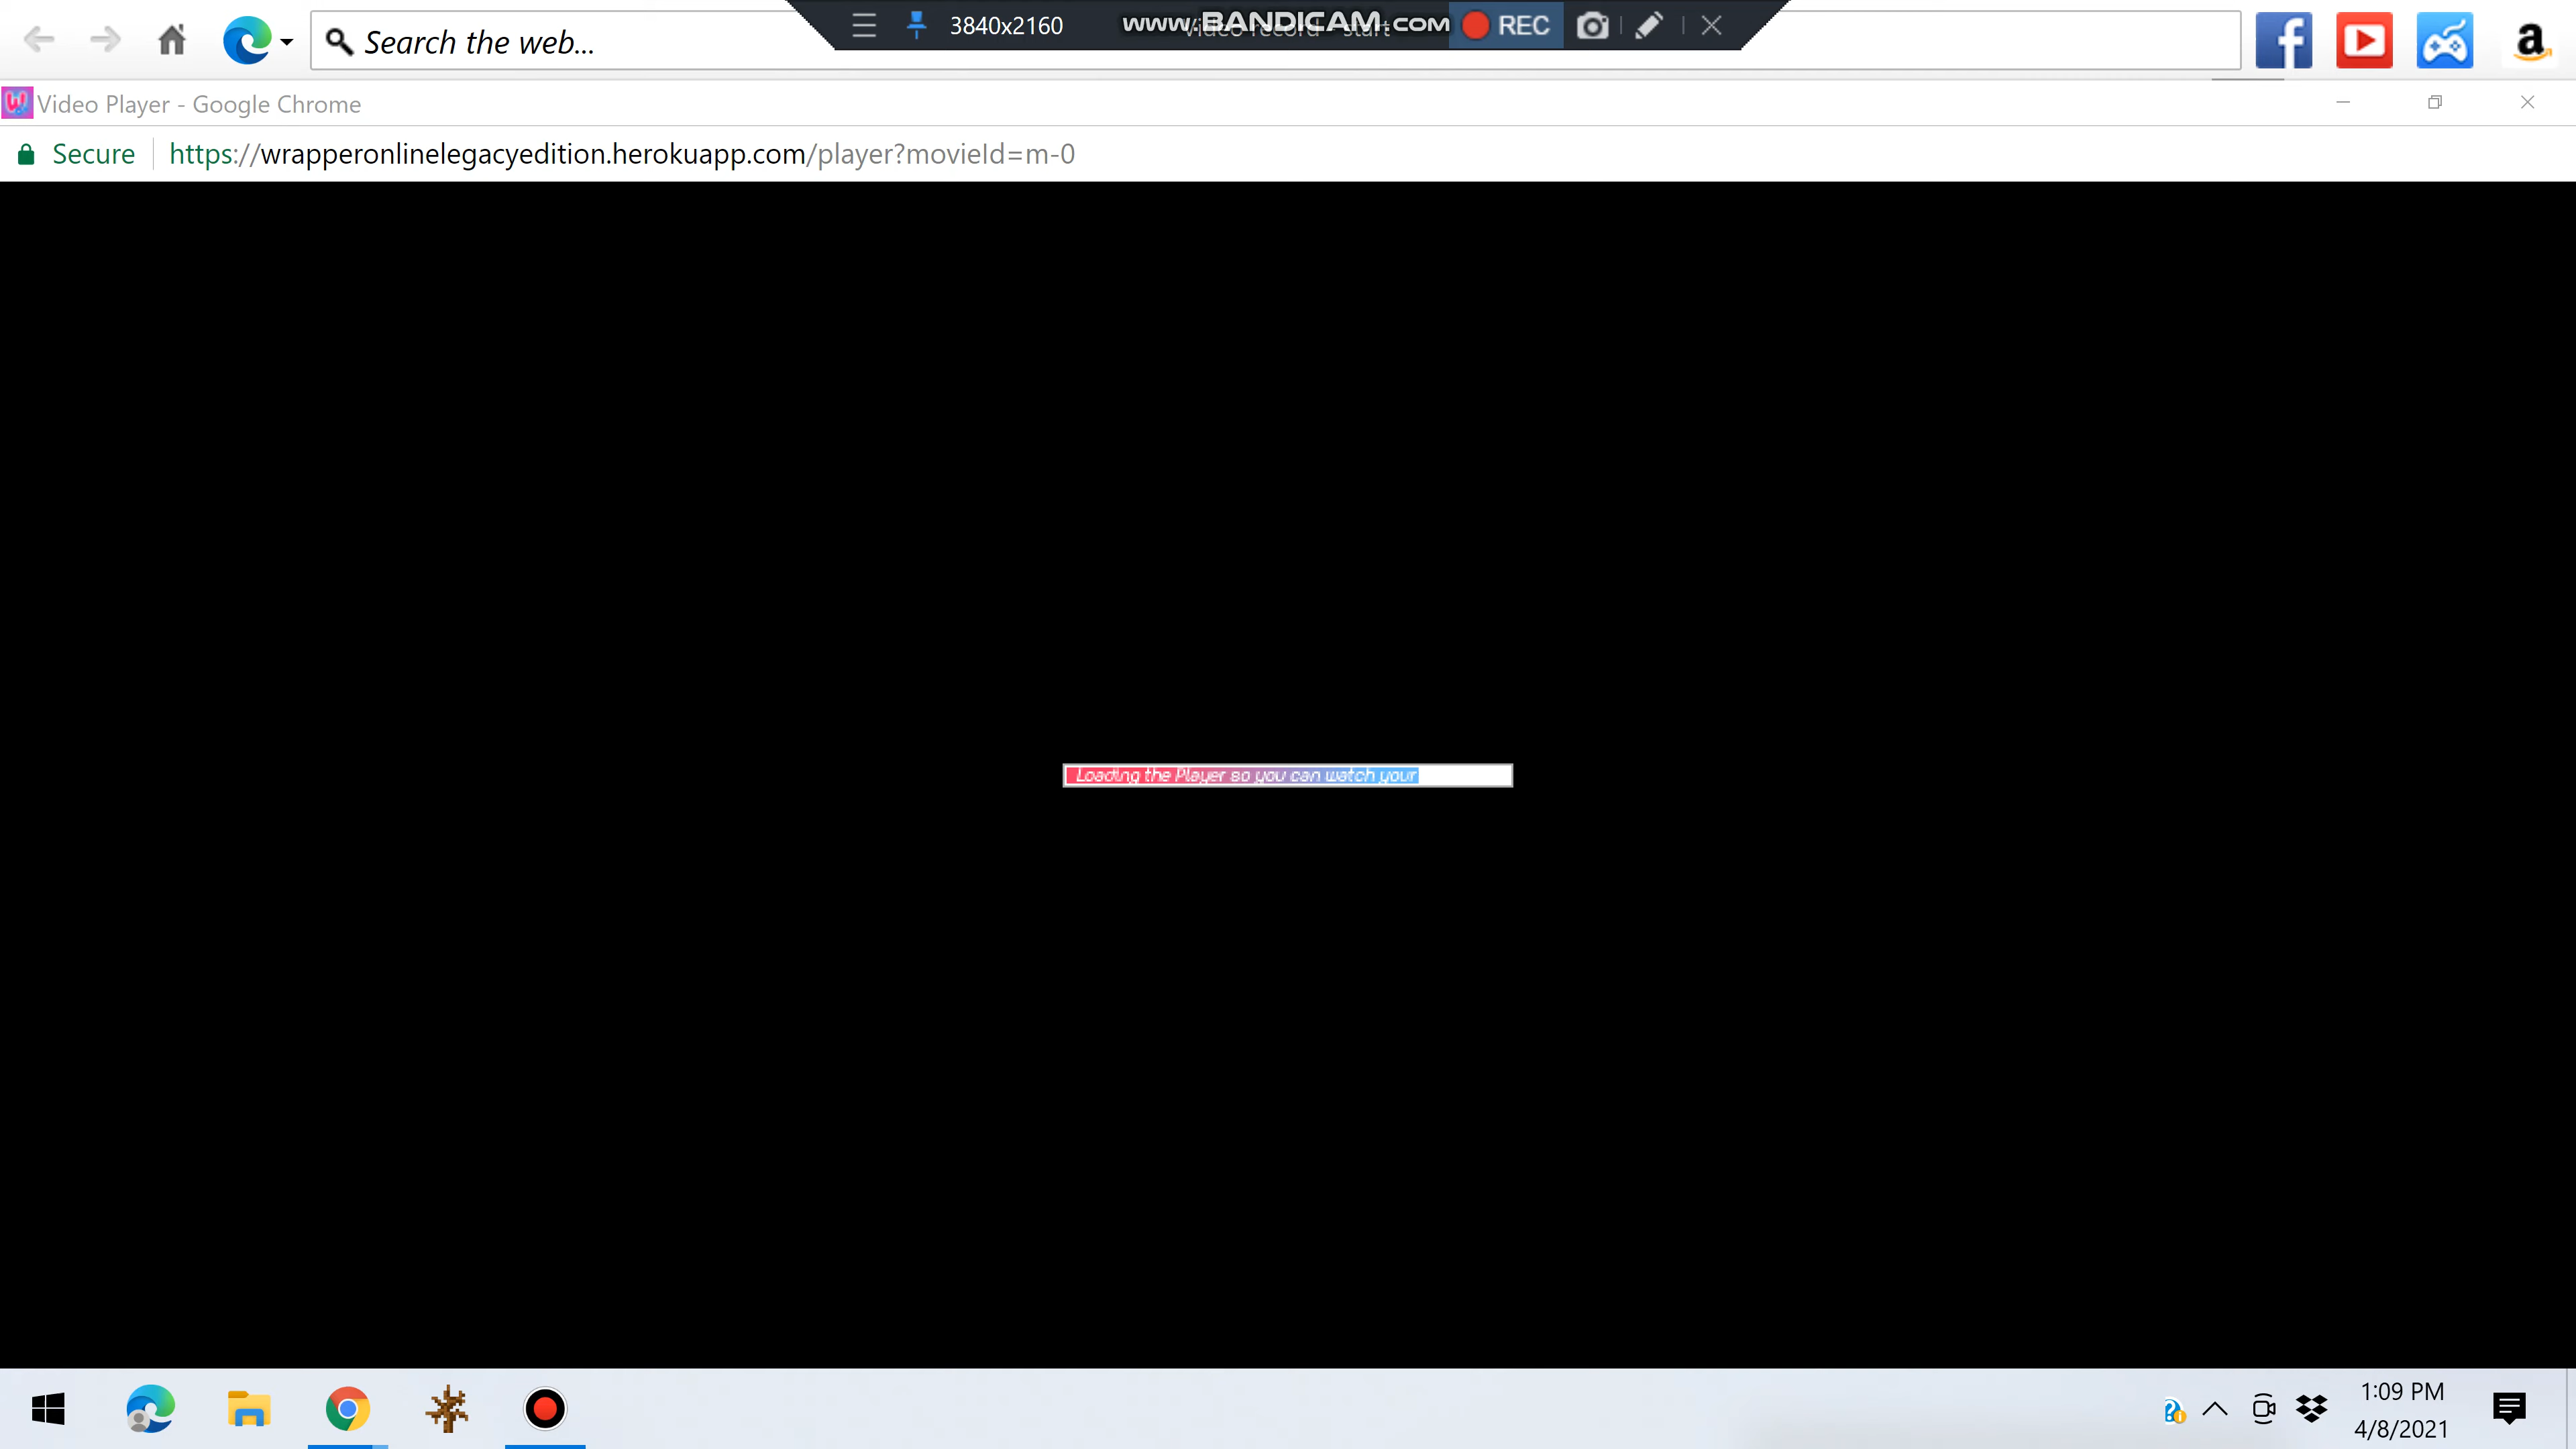 Search the web...
3840x2160
www.BANDICAM.com
REC
a
Video Player - Google Chrome
Secure
https://wrapperonlinelegacyedition.herokuapp.com/player?movieId=m-0
Loading the Player so you can watch your
1:09 PM
4/8/2021